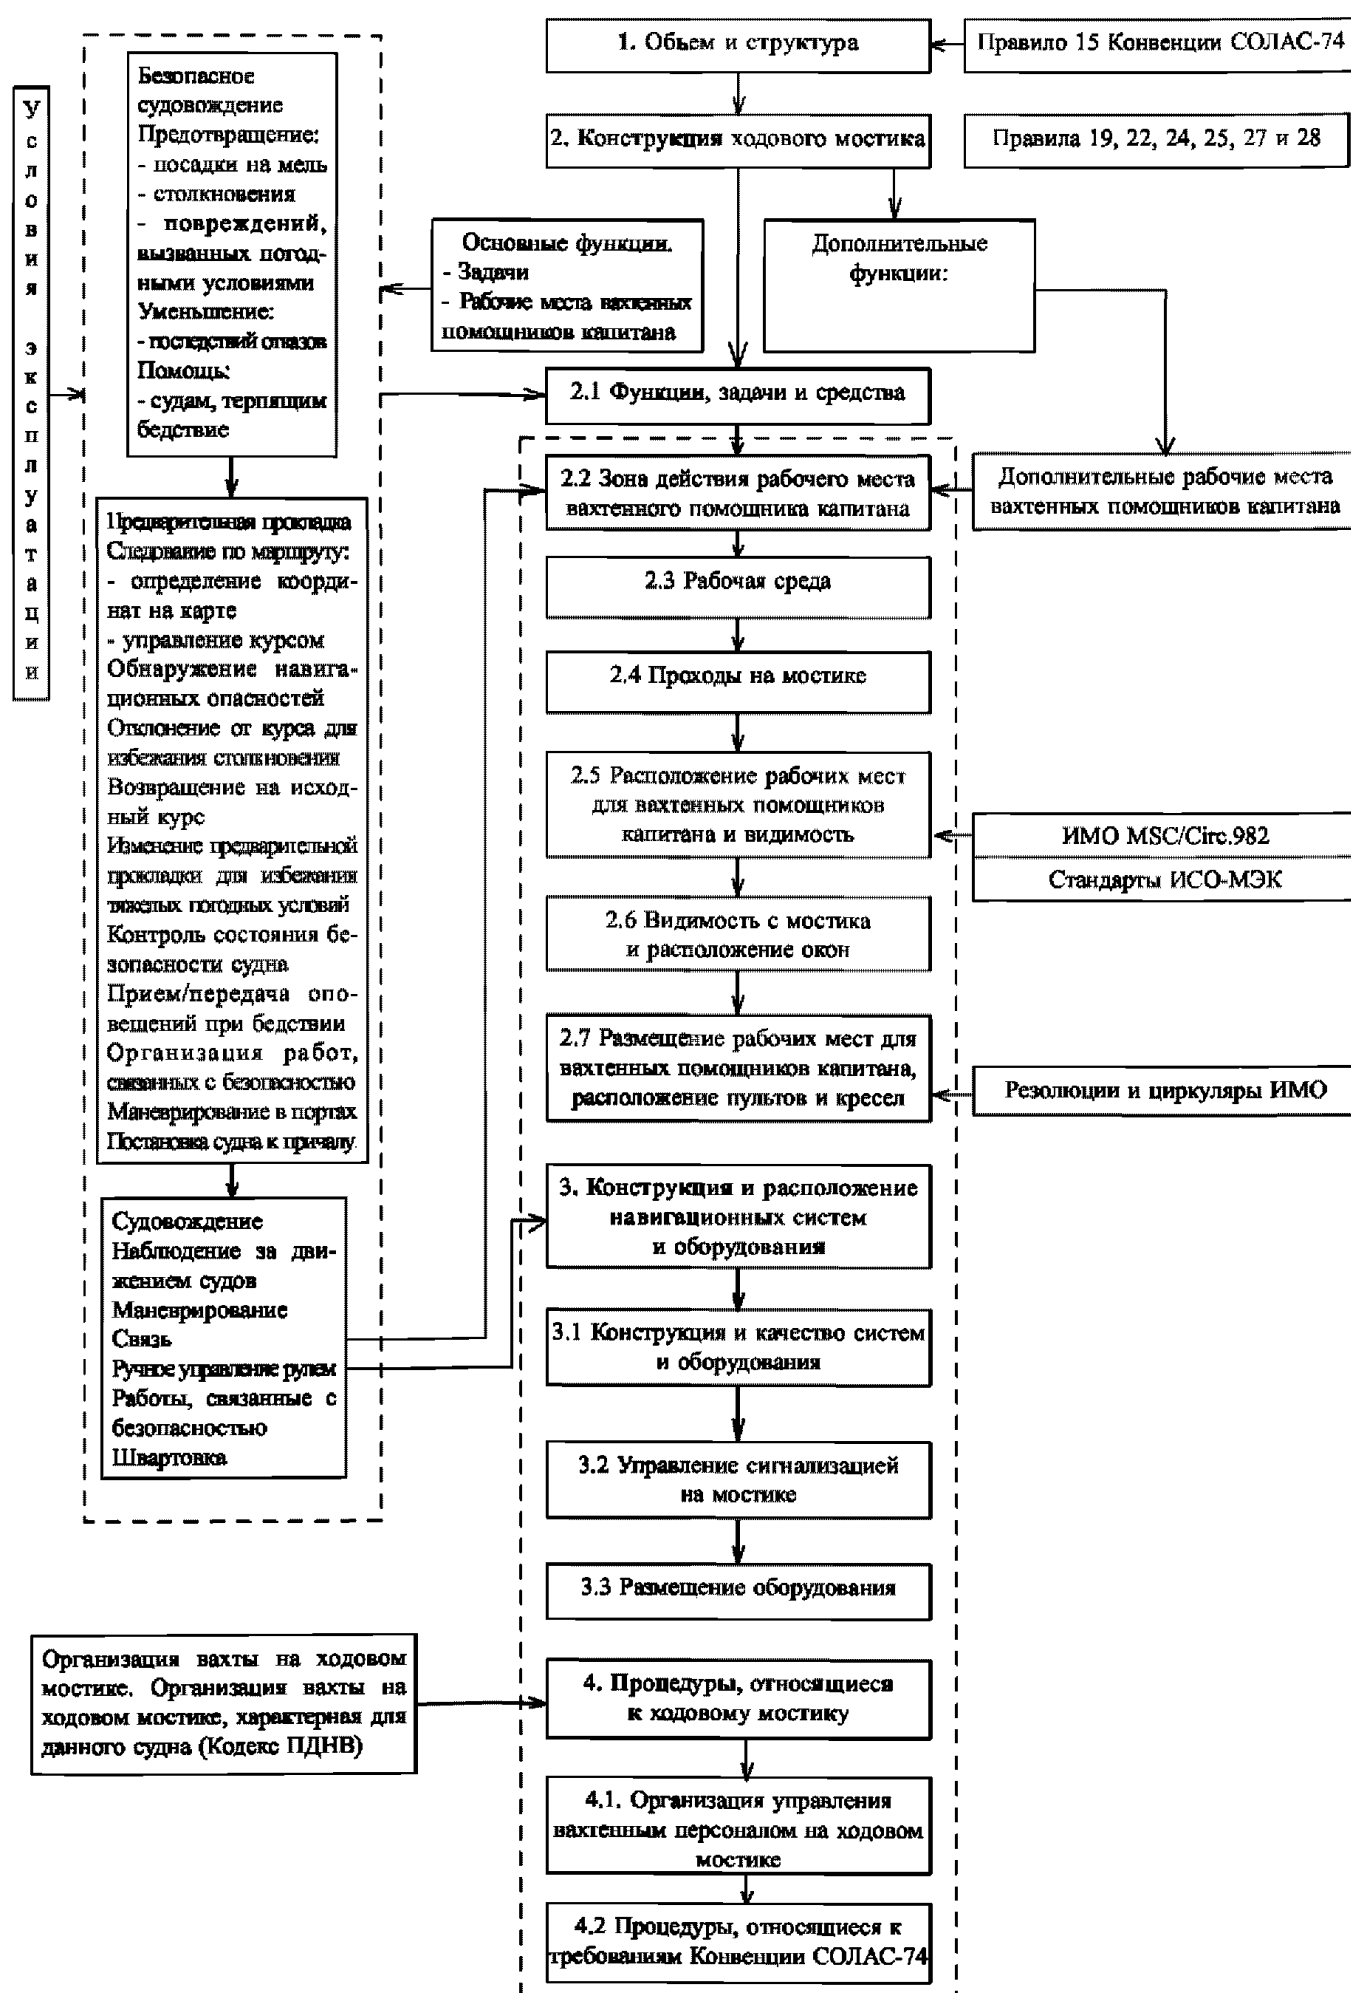 1. Объем и структура
Правило 15 Конвенции СОЛАС-74
2. Конструкция ходового мостика
Правила 19, 22, 24, 25, 27 и 28
Условия эксплуатации
Безопасное
судовождение
Предотвращение:
- посадки на мель
- столкновения
- повреждений,
вызванных погод-
ными условиями
Уменьшение:
- последствий отказов
Помощь:
- судам, терпящим
бедствие
Основные функции.
- Задачи
- Рабочие места вахтенных
помощников капитана
Дополнительные
функции:
2.1 Функции, задачи и средства
2.2 Зона действия рабочего места
вахтенного помощника капитана
Дополнительные рабочие места
вахтенных помощников капитана
Предварительная прокладка
Следование по маршруту:
- определение коорди-
нат на карте
- управление курсом
Обнаружение навига-
ционных опасностей
Отклонение от курса для
избежания столкновения
Возвращение на исход-
ный курс
Изменение предварительной
прокладки для избежания
тяжелых погодных условий
Контроль состояния бе-
зопасности судна
Прием/передача опо-
вещений при бедствии
Организация работ,
связанных с безопасностью
Маневрирование в портах
Постановка судна к причалу
2.3 Рабочая среда
2.4 Проходы на мостике
2.5 Расположение рабочих мест
для вахтенных помощников
капитана и видимость
ИМО MSC/Circ.982
Стандарты ИСО-МЭК
2.6 Видимость с мостика
и расположение окон
2.7 Размещение рабочих мест для
вахтенных помощников капитана,
расположение пультов и кресел
Резолюции и циркуляры ИМО
Судовождение
Наблюдение за дви-
жением судов
Маневрирование
Связь
Ручное управление рулем
Работы, связанные с
безопасностью
Швартовка
3. Конструкция и расположение
навигационных систем
и оборудования
3.1 Конструкция и качество систем
и оборудования
3.2 Управление сигнализацией
на мостике
3.3 Размещение оборудования
Организация вахты на ходовом
мостике. Организация вахты на
ходовом мостике, характерная для
данного судна (Кодекс ПДНВ)
4. Процедуры, относящиеся
к ходовому мостику
4.1. Организация управления
вахтенным персоналом на ходовом
мостике
4.2 Процедуры, относящиеся к
требованиям Конвенции СОЛАС-74